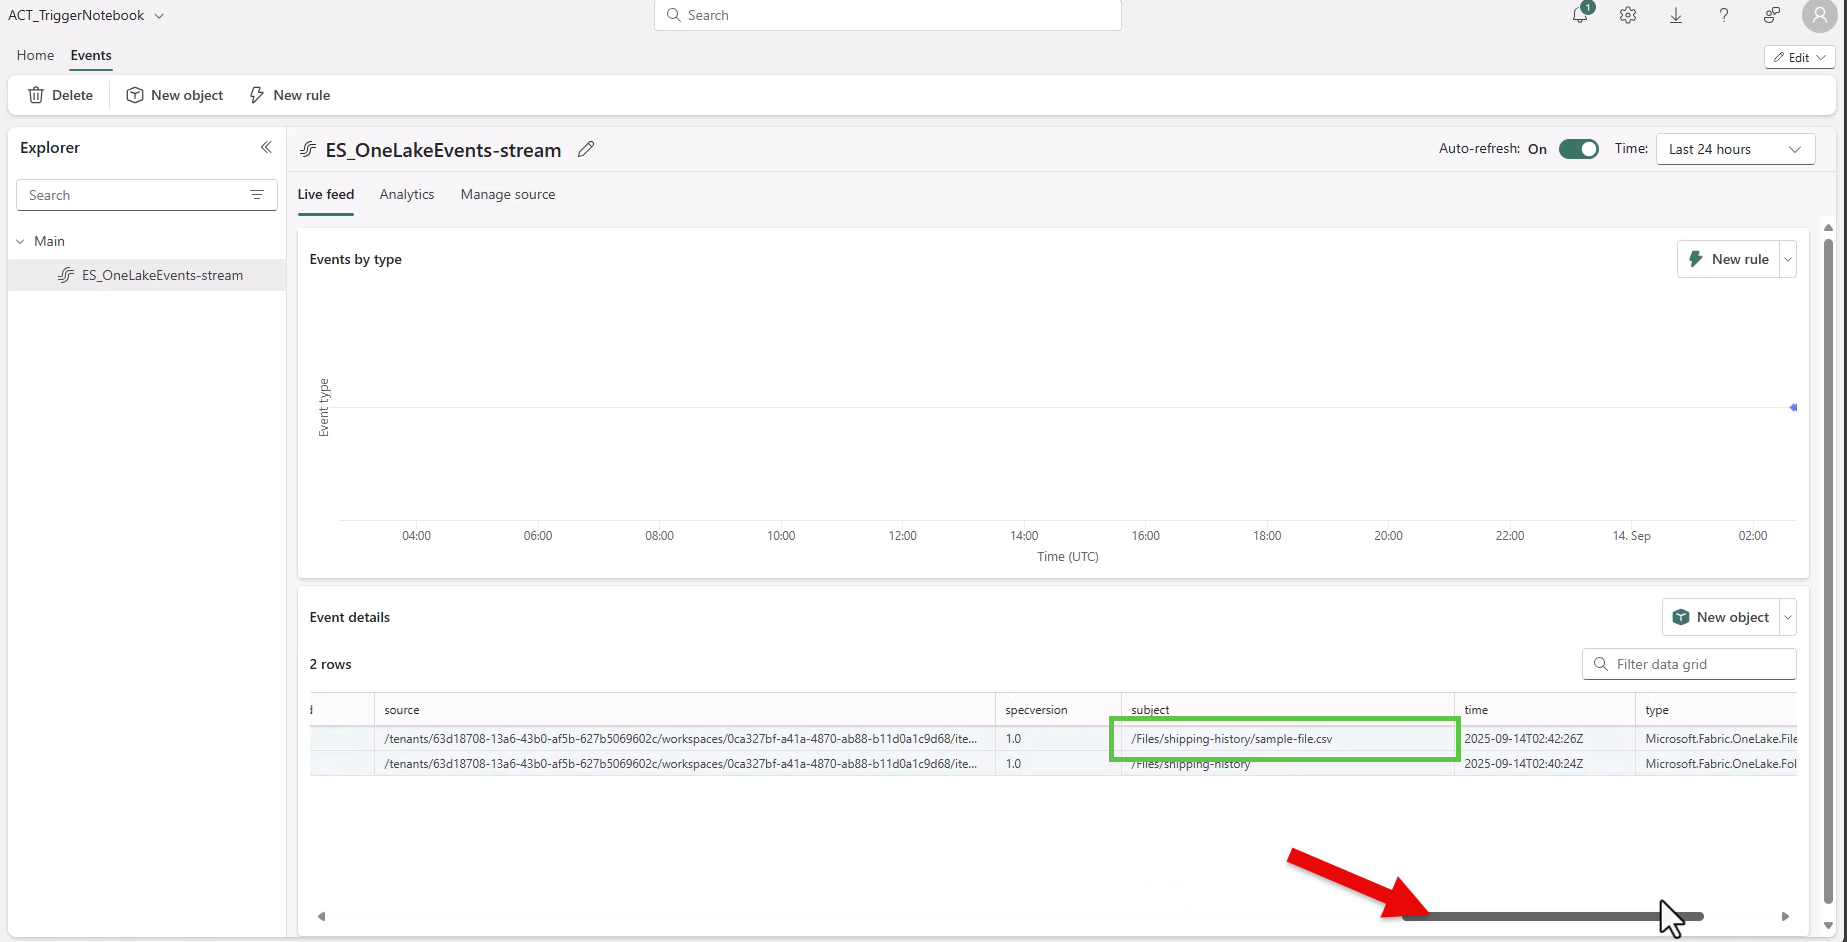 ACT_TriggerNotebook
Search
1
Home Events
Edit
Delete New object New rule
Explorer
ES_OneLakeEvents-stream
Auto-refresh: On Time: Last 24 hours
Search
Live feed Analytics Manage source
Main
ES_OneLakeEvents-stream
Events by type
New rule
Event type
04:00 06:00 08:00 10:00 12:00 14:00 16:00 18:00 20:00 22:00 14. Sep 02:00
Time (UTC)
Event details
New object
2 rows
Filter data grid
source specversion subject time type
/tenants/63d18708-13a6-43b0-af5b-627b5069602c/workspaces/0ca327bf-a41a-4870-ab88-b11d0a1c9d68/ite... 1.0 /Files/shipping-history/sample-file.csv 2025-09-14T02:42:26Z Microsoft.Fabric.OneLake.File
/tenants/63d18708-13a6-43b0-af5b-627b5069602c/workspaces/0ca327bf-a41a-4870-ab88-b11d0a1c9d68/ite... 1.0 /Files/shipping-history 2025-09-14T02:40:24Z Microsoft.Fabric.OneLake.Fol